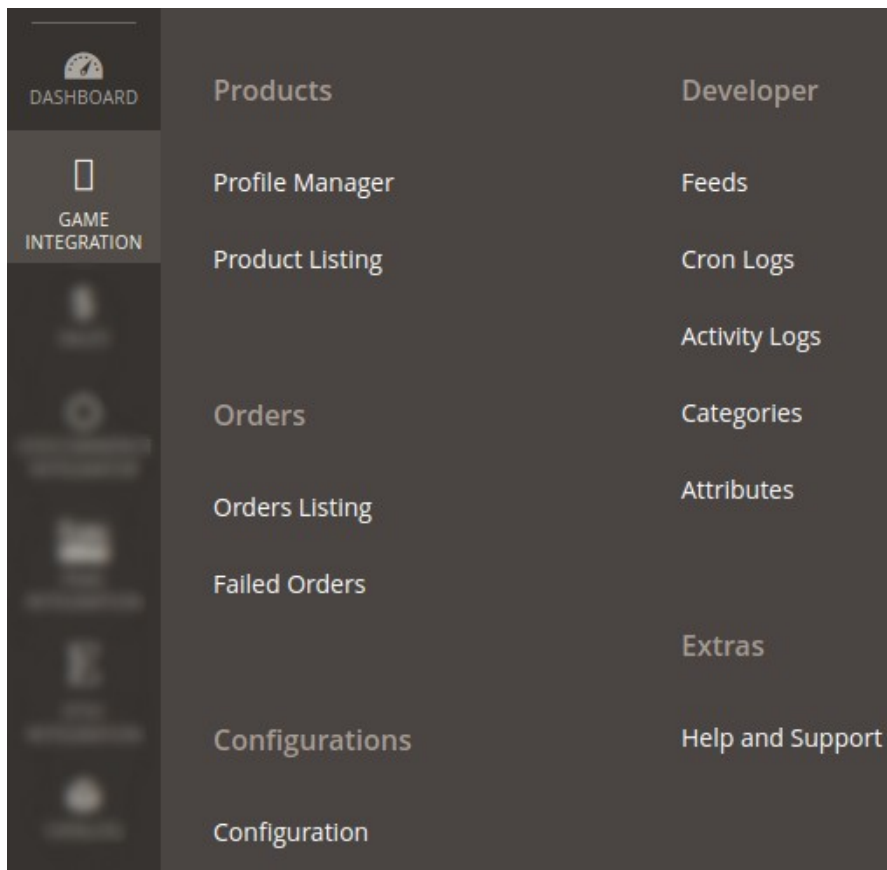 DASHBOARD
GAME
INTEGRATION
Products
Profile Manager
Product Listing
Orders
Orders Listing
Failed Orders
Configurations
Configuration
Developer
Feeds
Cron Logs
Activity Logs
Categories
Attributes
Extras
Help and Support